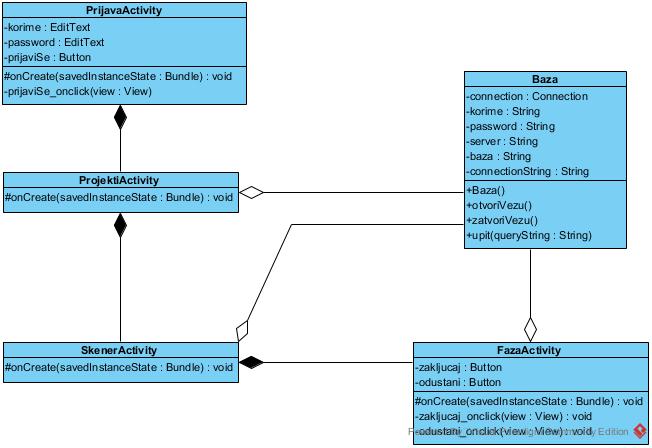 PrijavaActivity
-korime : EditText
-password : EditText
-prijaviSe : Button
#onCreate(savedInstanceState : Bundle) : void
-prijaviSe_onclick(view : View)
Baza
-connection : Connection
-korime : String
-password : String
-server : String
-baza : String
-connectionString : String
+Baza()
+otvoriVezu()
+zatvoriVezu()
+upit(queryString : String)
ProjektiActivity
#onCreate(savedInstanceState : Bundle) : void
SkenerActivity
#onCreate(savedInstanceState : Bundle) : void
FazaActivity
-zakljucaj : Button
-odustani : Button
#onCreate(savedInstanceState : Bundle) : void
-zakljucaj_onclick(view : View) : void
-odustani_onclick(view : View) : void
Edition